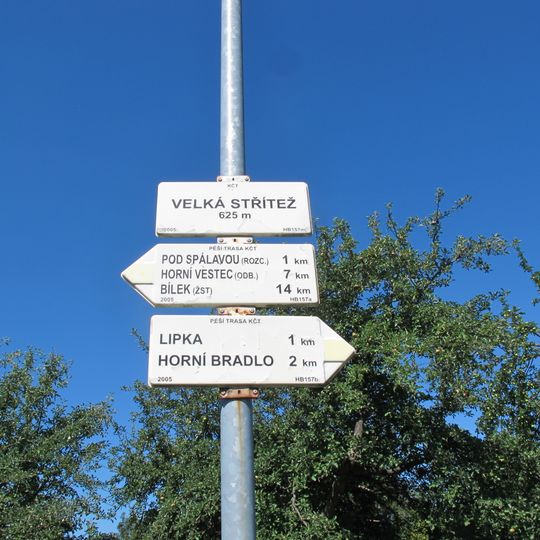 KČT
VELKÁ STŘÍTEŽ
625 m
2005 HB157m
PĚŠÍ TRASA KČT
POD SPÁLAVOU (ROZC.) 1 km
HORNÍ VESTEC (ODB.) 7 km
BÍLEK (ŽST) 14 km
2005 HB157a
PĚŠÍ TRASA KČT
LIPKA 1 km
HORNÍ BRADLO 2 km
2005 HB157b